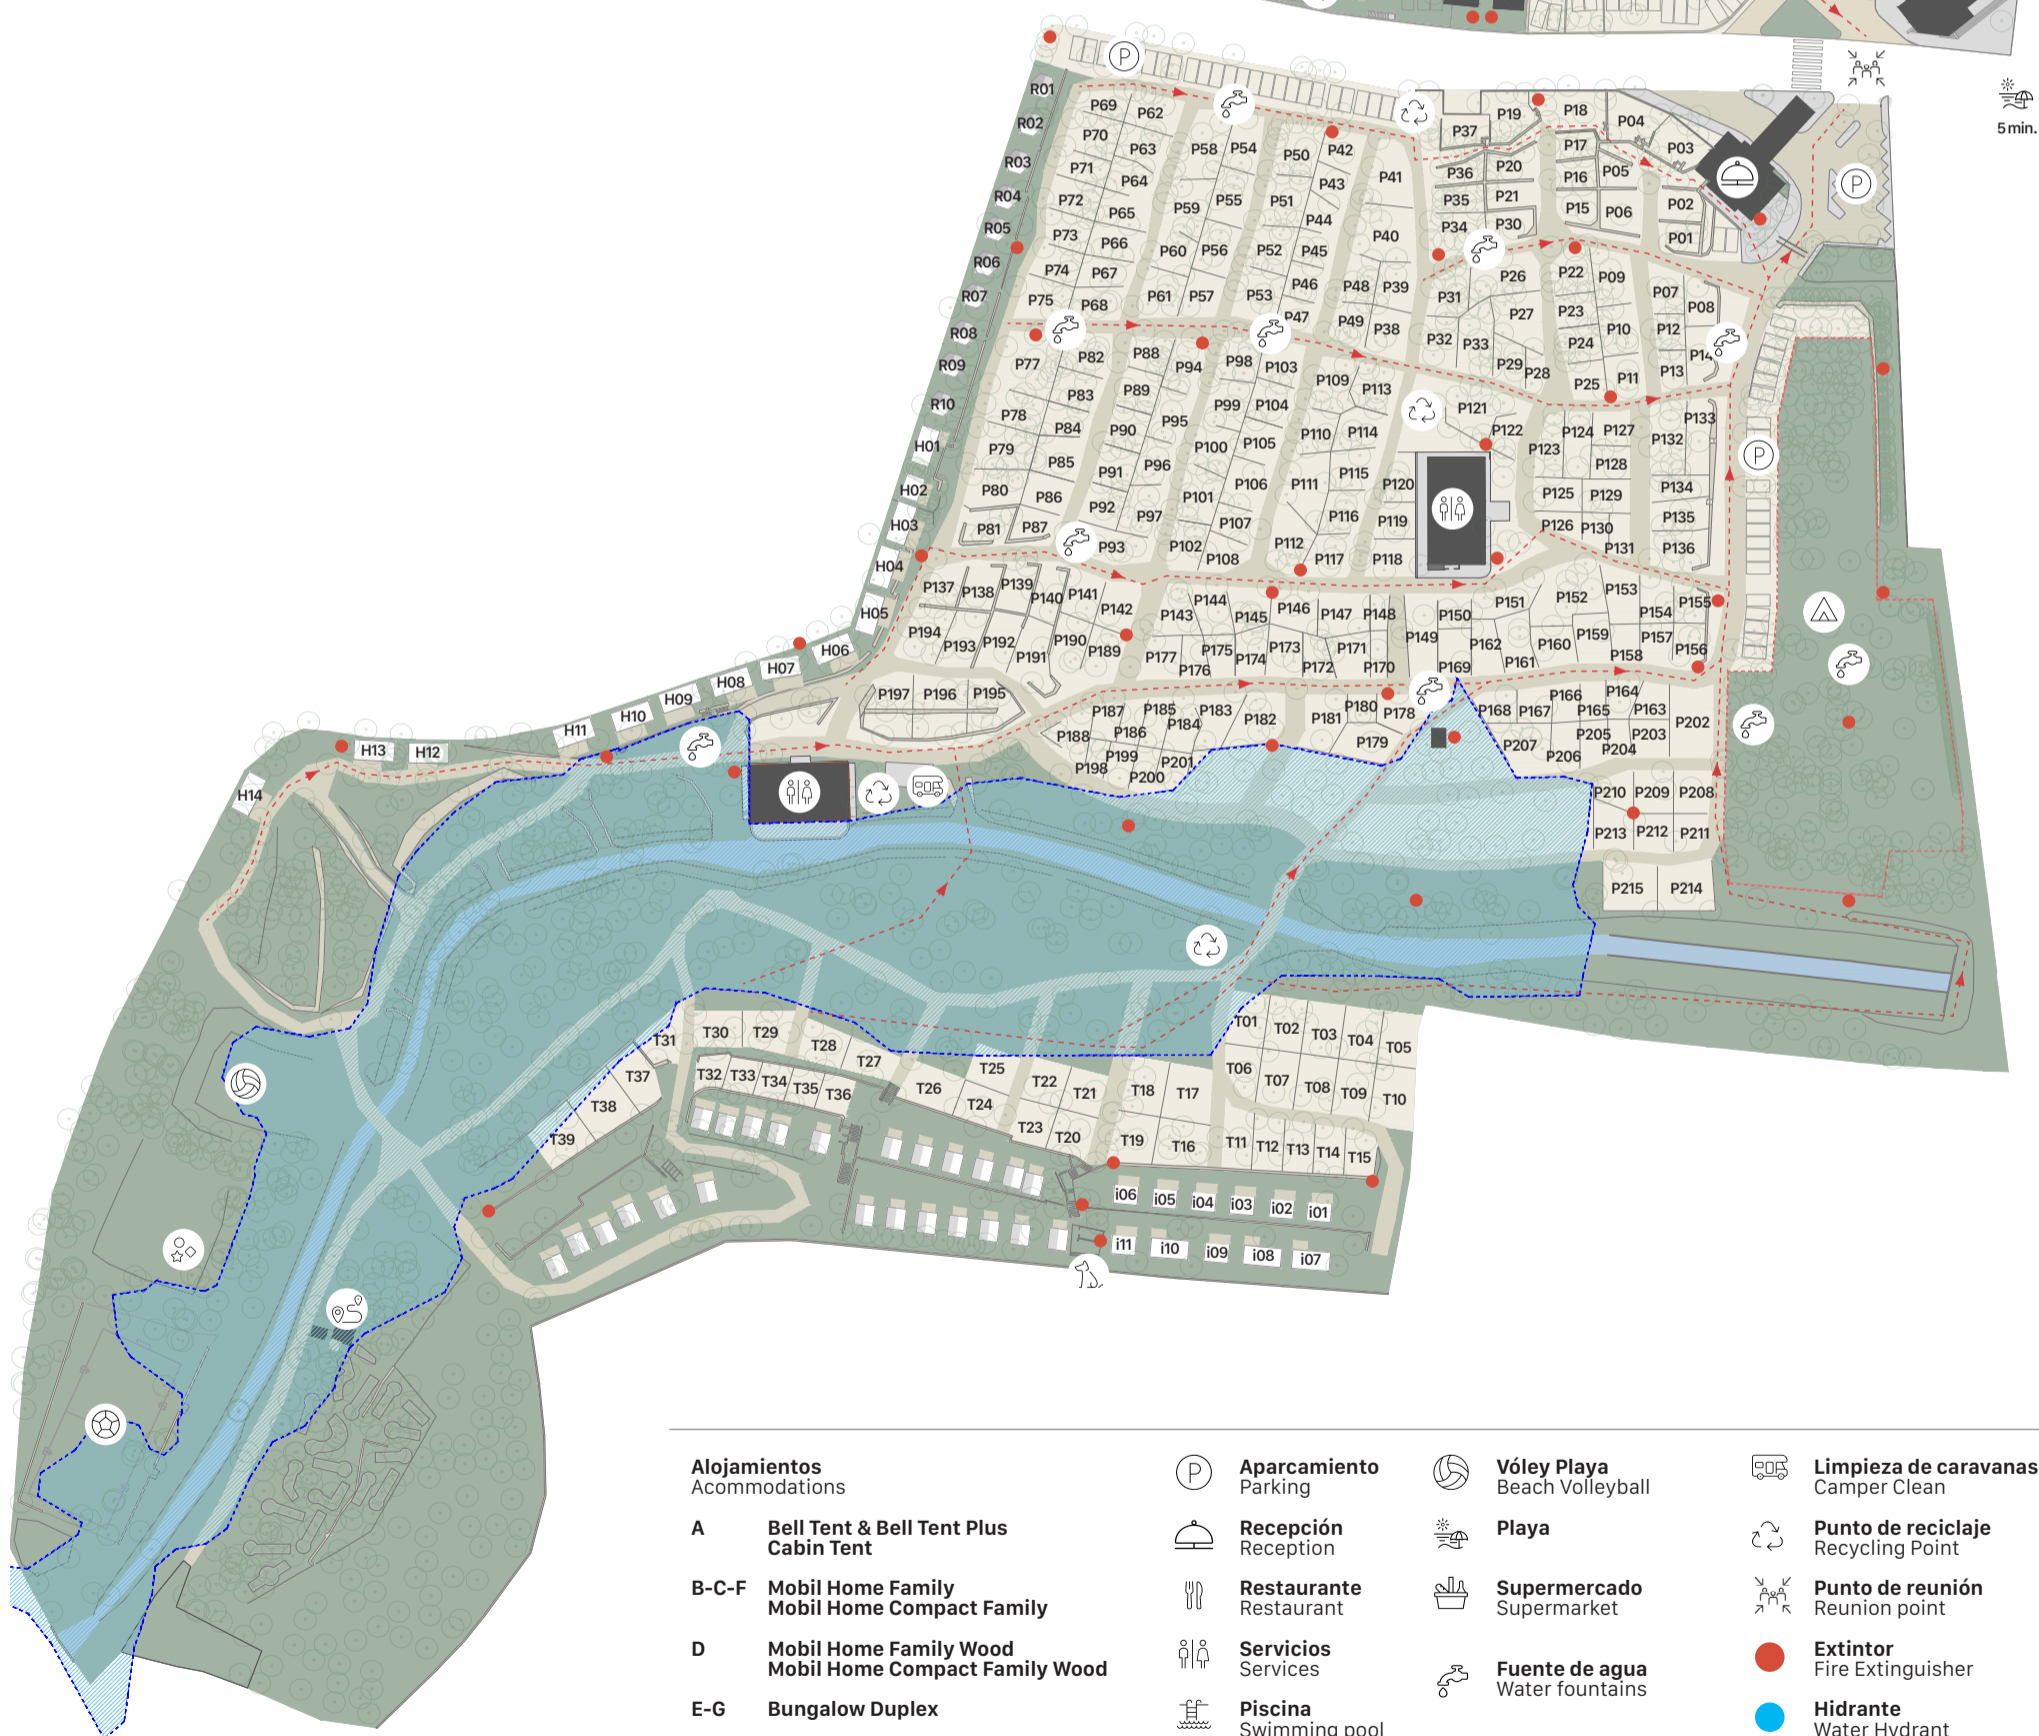 P
R01
P69
P62
R02
P70
R03
P63
P58
P54
P50
P42
P37
P19
P18
P04
P03
5 min.
P71
P64
P43
P41
P36
P20
P17
P05
P16
P
R04
P72
P65
P59
P55
P51
P44
P35
P21
P15
P06
P02
R05
P73
P66
P60
P56
P52
P45
P40
P34
P30
P01
R06
P74
P67
P46
P48
P39
P26
P22
P09
R07
P75
P68
P61
P57
P53
P47
P49
P31
P27
P23
P07
P08
R08
P38
P32
P33
P10
P12
P24
P14
R09
P77
P82
P88
P94
P98
P103
P109
P113
P29
P28
P25
P11
P13
R10
P78
P83
P89
P95
P99
P104
P121
P122
P133
H01
P79
P84
P90
P100
P105
P110
P114
P123
P124
P127
P132
P
H02
P80
P85
P91
P96
P106
P111
P115
P120
P128
P134
H03
P86
P92
P101
P107
P116
P119
P125
P129
P135
P81
P87
P93
P97
P102
P108
P112
P117
P118
P126
P130
P131
P136
H04
P137
P138
P139
P140
P141
P142
P143
P144
P145
P146
P147
P148
P150
P151
P152
P153
P154
P155
H05
P194
P193
P192
P191
P190
P189
P177
P176
P175
P174
P173
P172
P171
P170
P149
P169
P162
P161
P160
P159
P158
P157
P156
H06
H07
H08
H09
H10
H11
H12
H13
H14
P197
P196
P195
P188
P187
P186
P185
P184
P183
P182
P181
P180
P178
P179
P168
P167
P166
P165
P164
P163
P202
P198
P199
P200
P201
P207
P206
P205
P204
P203
P210
P209
P208
P213
P212
P211
P215
P214
T31
T30
T29
T28
T27
T01
T02
T03
T04
T05
T37
T32
T33
T34
T35
T36
T26
T25
T22
T21
T18
T17
T06
T07
T08
T09
T10
T38
T24
T39
T23
T20
T19
T16
T11
T12
T13
T14
T15
i06
i05
i04
i03
i02
i01
i11
i10
i09
i08
i07
Alojamientos
Acommodations
A
Bell Tent & Bell Tent Plus
Cabin Tent
B-C-F
Mobil Home Family
Mobil Home Compact Family
D
Mobil Home Family Wood
Mobil Home Compact Family Wood
E-G
Bungalow Duplex
P
Aparcamiento
Parking
Recepción
Reception
Restaurante
Restaurant
Servicios
Services
Piscina
Swimming pool
Vóley Playa
Beach Volleyball
Playa
Supermercado
Supermarket
Fuente de agua
Water fountains
Limpieza de caravanas
Camper Clean
Punto de reciclaje
Recycling Point
Punto de reunión
Reunion point
Extintor
Fire Extinguisher
Hidrante
Water Hydrant